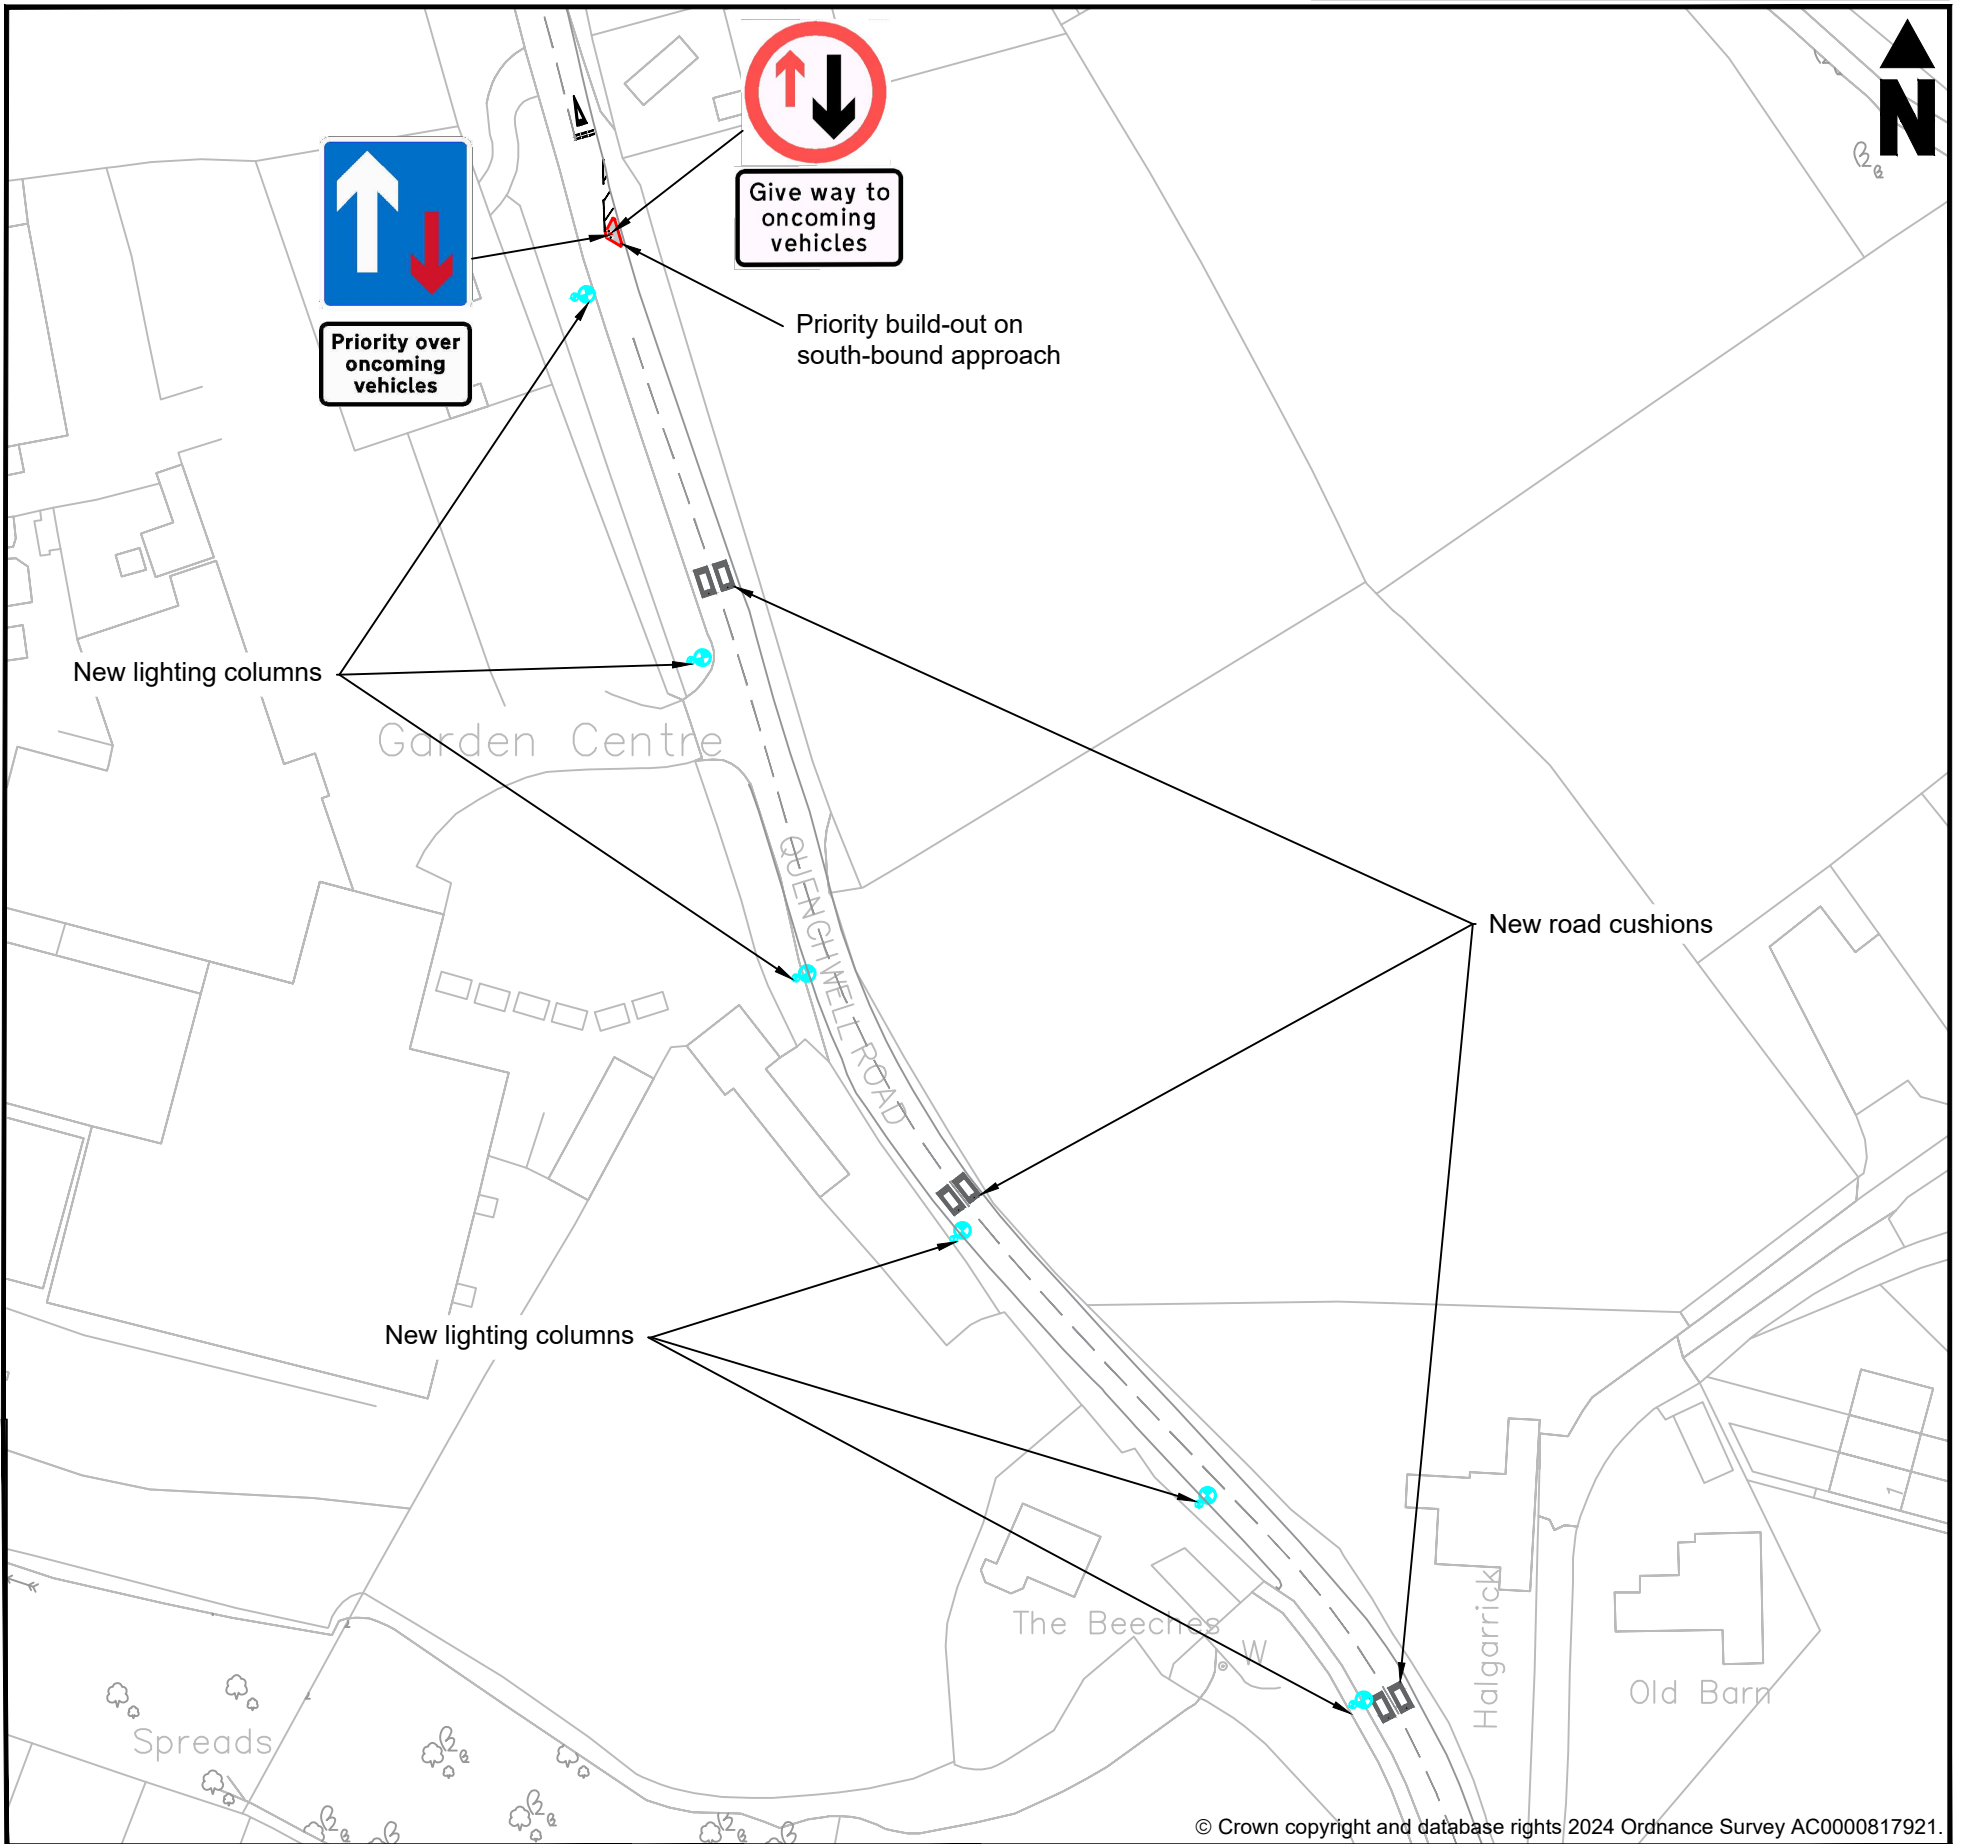 N
Give way to
oncoming
vehicles
Priority over
oncoming
vehicles
Priority build-out on
south-bound approach
New lighting columns
Garden Centre
QUENCHWELL ROAD
New road cushions
New lighting columns
The Beeches
W
Halgarrick
Old Barn
1
Spreads
© Crown copyright and database rights 2024 Ordnance Survey AC0000817921.